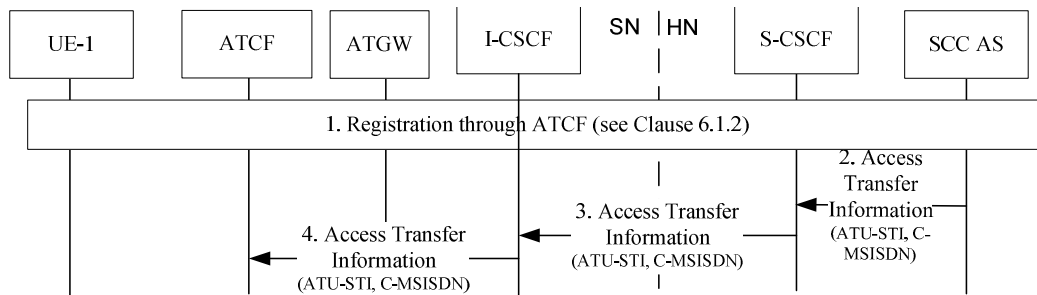 UE-1
ATCF
ATGW
I-CSCF
SN
HN
S-CSCF
SCC AS
1. Registration through ATCF (see Clause 6.1.2)
2. Access
Transfer
Information
(ATU-STI, C-
MSISDN)
3. Access Transfer
Information
(ATU-STI, C-MSISDN)
4. Access Transfer
Information
(ATU-STI, C-MSISDN)